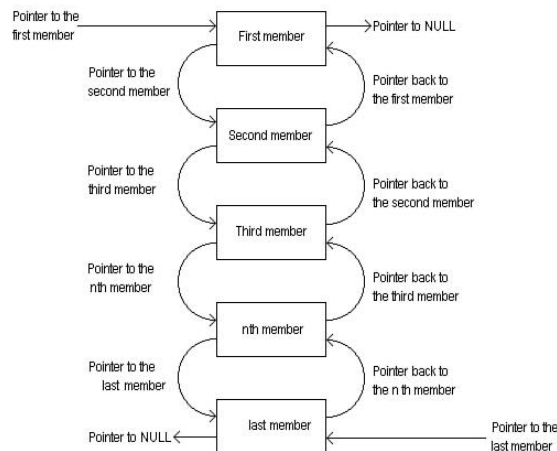 Pointer to the
first member
First member
Pointer to NULL
Pointer to the
second member
Pointer back to
the first member
Second member
Pointer to the
third member
Pointer back to
the second member
Third member
Pointer to the
nth member
Pointer back to
the third member
nth member
Pointer to the
last member
Pointer back to
the n th member
last member
Pointer to NULL
Pointer to the
last member